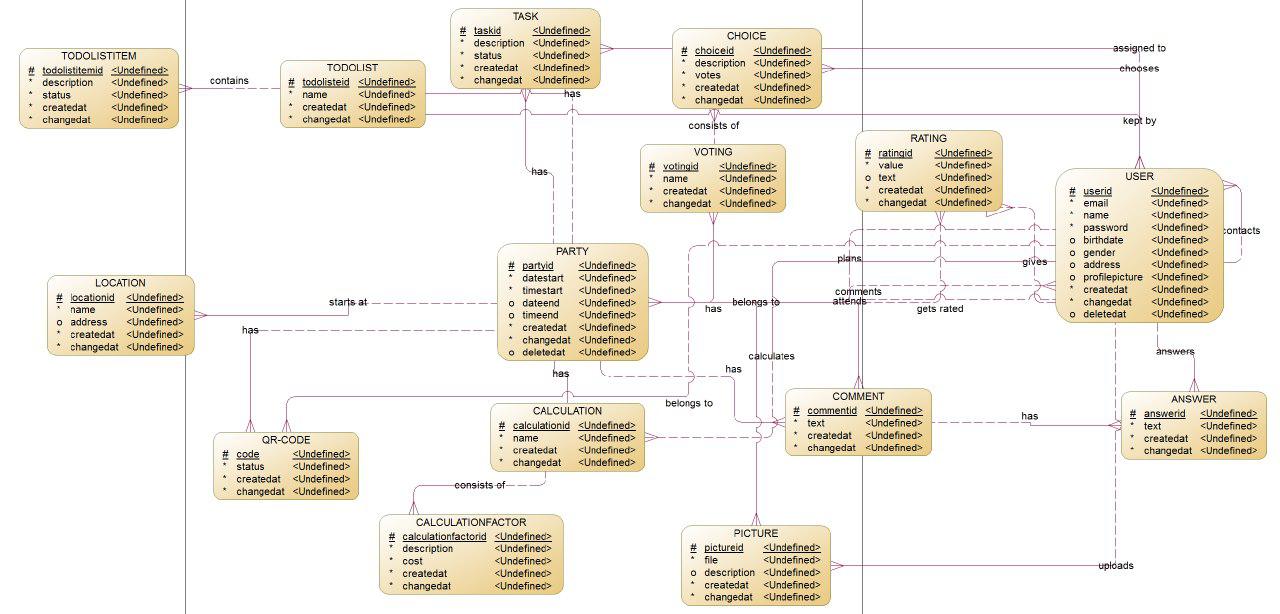 TASK
# taskid <Undefined>
* description <Undefined>
* status <Undefined>
* createdat <Undefined>
* changedat <Undefined>
CHOICE
# choiceid <Undefined>
* description <Undefined>
* votes <Undefined>
* createdat <Undefined>
* changedat <Undefined>
TODOLISTITEM
# todolistitemid <Undefined>
* description <Undefined>
* status <Undefined>
* createdat <Undefined>
* changedat <Undefined>
contains
TODOLIST
# todolisteid <Undefined>
* name <Undefined>
* createdat <Undefined>
* changedat <Undefined>
has
assigned to
chooses
kept by
consists of
VOTING
# votingid <Undefined>
* name <Undefined>
* createdat <Undefined>
* changedat <Undefined>
RATING
# ratingid <Undefined>
* value <Undefined>
o text <Undefined>
* createdat <Undefined>
* changedat <Undefined>
has
USER
# userid <Undefined>
* email <Undefined>
* name <Undefined>
* password <Undefined>
o birthdate <Undefined>
o gender <Undefined>
o address <Undefined>
o profilepicture <Undefined>
* createdat <Undefined>
* changedat <Undefined>
o deletedat <Undefined>
contacts
PARTY
# partyid <Undefined>
* datestart <Undefined>
* timestart <Undefined>
o dateend <Undefined>
o timeend <Undefined>
* createdat <Undefined>
* changedat <Undefined>
o deletedat <Undefined>
plans
gives
LOCATION
# locationid <Undefined>
* name <Undefined>
o address <Undefined>
* createdat <Undefined>
* changedat <Undefined>
starts at
comments
belongs to
attends
has
gets rated
has
calculates
answers
has
has
belongs to
COMMENT
# commentid <Undefined>
* text <Undefined>
* createdat <Undefined>
* changedat <Undefined>
has
ANSWER
# answerid <Undefined>
* text <Undefined>
* createdat <Undefined>
* changedat <Undefined>
CALCULATION
# calculationid <Undefined>
* name <Undefined>
* createdat <Undefined>
* changedat <Undefined>
QR-CODE
# code <Undefined>
* status <Undefined>
* createdat <Undefined>
* changedat <Undefined>
consists of
CALCULATIONFACTOR
# calculationfactorid <Undefined>
* description <Undefined>
* cost <Undefined>
* createdat <Undefined>
* changedat <Undefined>
PICTURE
# pictureid <Undefined>
* file <Undefined>
o description <Undefined>
* createdat <Undefined>
* changedat <Undefined>
uploads